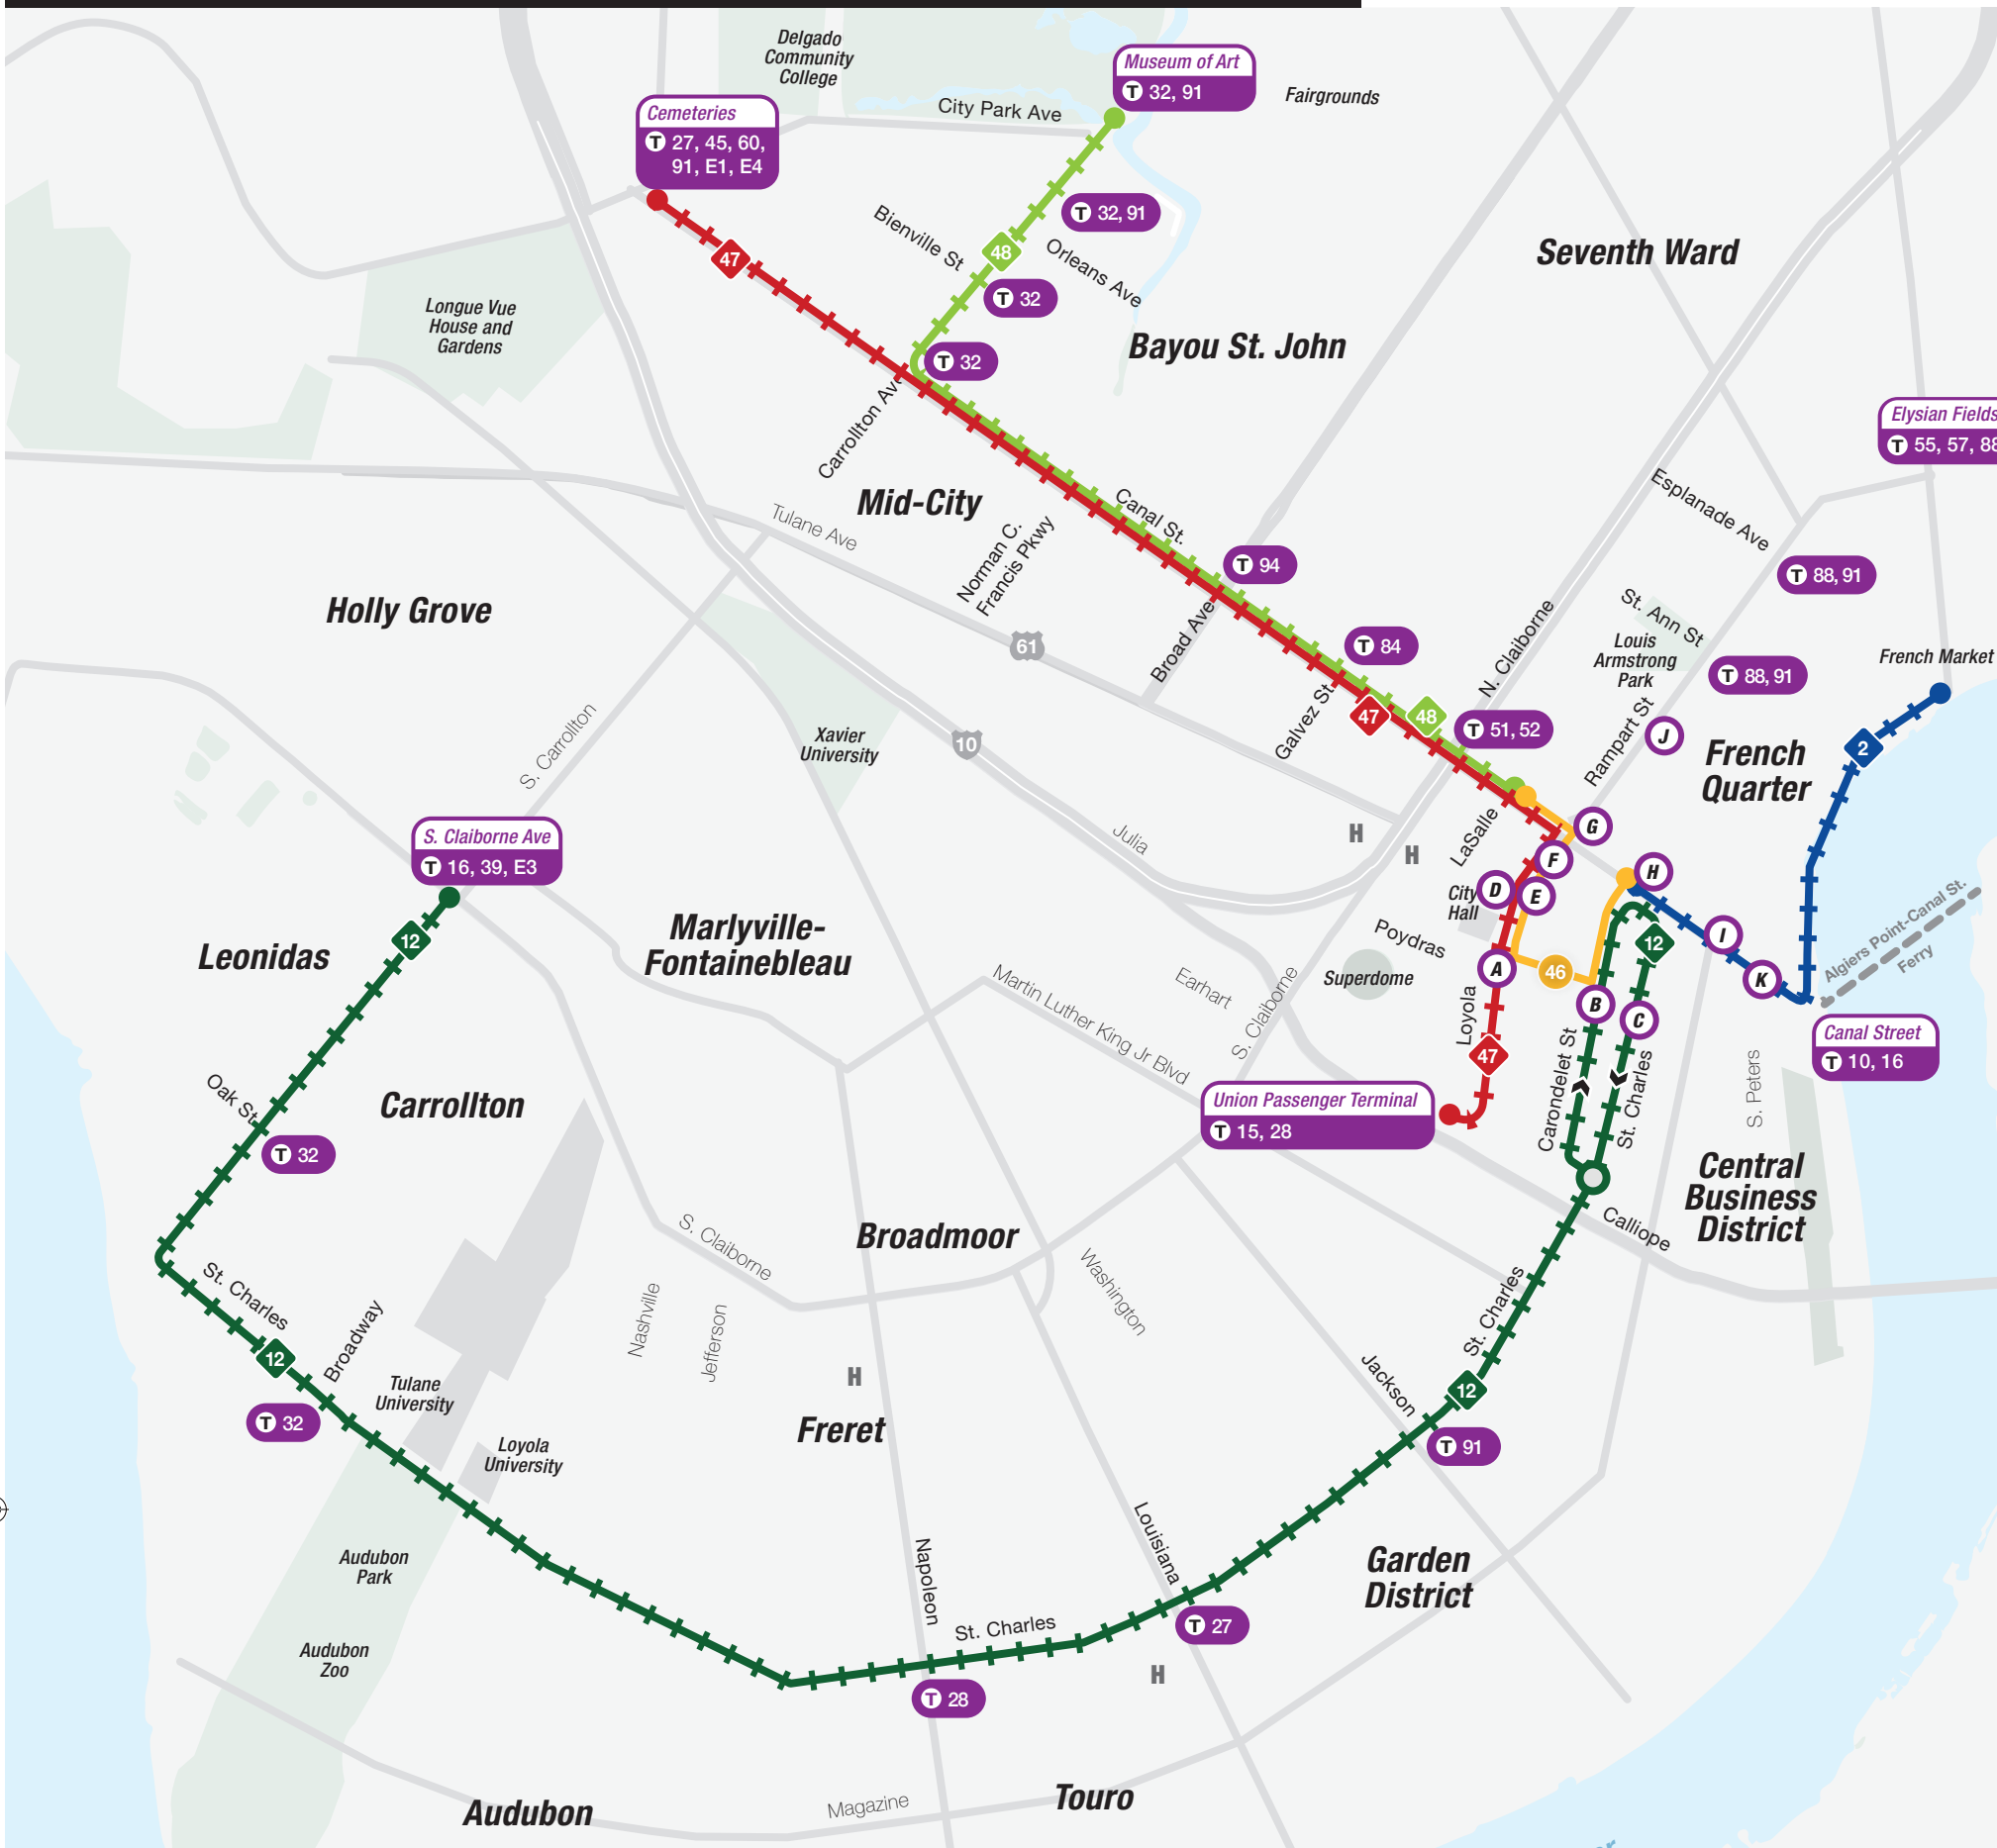 Delgado
Community
College
Museum of Art
T 32, 91
Fairgrounds
Cemeteries
T 27, 45, 60,
91, E1, E4
City Park Ave
T 32, 91
Bienville St
48
Orleans Ave
Seventh Ward
47
T 32
Longue Vue
House and
Gardens
Bayou St. John
T 32
Carrollton Av
Elysian Fields
T 55, 57, 88
Mid-City
Canal St.
Esplanade Ave
Tulane Ave
Norman C.
Francis Pkwy
T 94
T 88, 91
Holly Grove
St. Ann St
61
Broad Ave
T 84
N. Claiborne
Louis
Armstrong
Park
French Market
T 88, 91
Galvez St
47
48
T 51, 52
Rampart St
J
S. Carrollton
Xavier
University
10
French
Quarter
2
S. Claiborne Ave
T 16, 39, E3
Julia
H
H
LaSalle
G
F
H
D
E
City
Hall
12
Leonidas
Marlyville-
Fontainebleau
Poydras
12
I
Algiers Point-Canal St.
Ferry
Superdome
A
46
K
Martin Luther King Jr Blvd
Earhart
S. Claiborne
Loyola
B
C
47
Canal Street
T 10, 16
Oak St
Carrollton
Union Passenger Terminal
T 15, 28
Carondelet St
St. Charles
S. Peters
T 32
Central
Business
District
Broadmoor
Calliope
S. Claiborne
Washington
St. Charles
Nashville
Jefferson
St. Charles
12
Broadway
Tulane
University
H
Jackson
12
T 32
Freret
T 91
Loyola
University
Louisiana
Audubon
Park
Napoleon
Garden
District
St. Charles
T 27
Audubon
Zoo
H
T 28
Touro
Magazine
Audubon